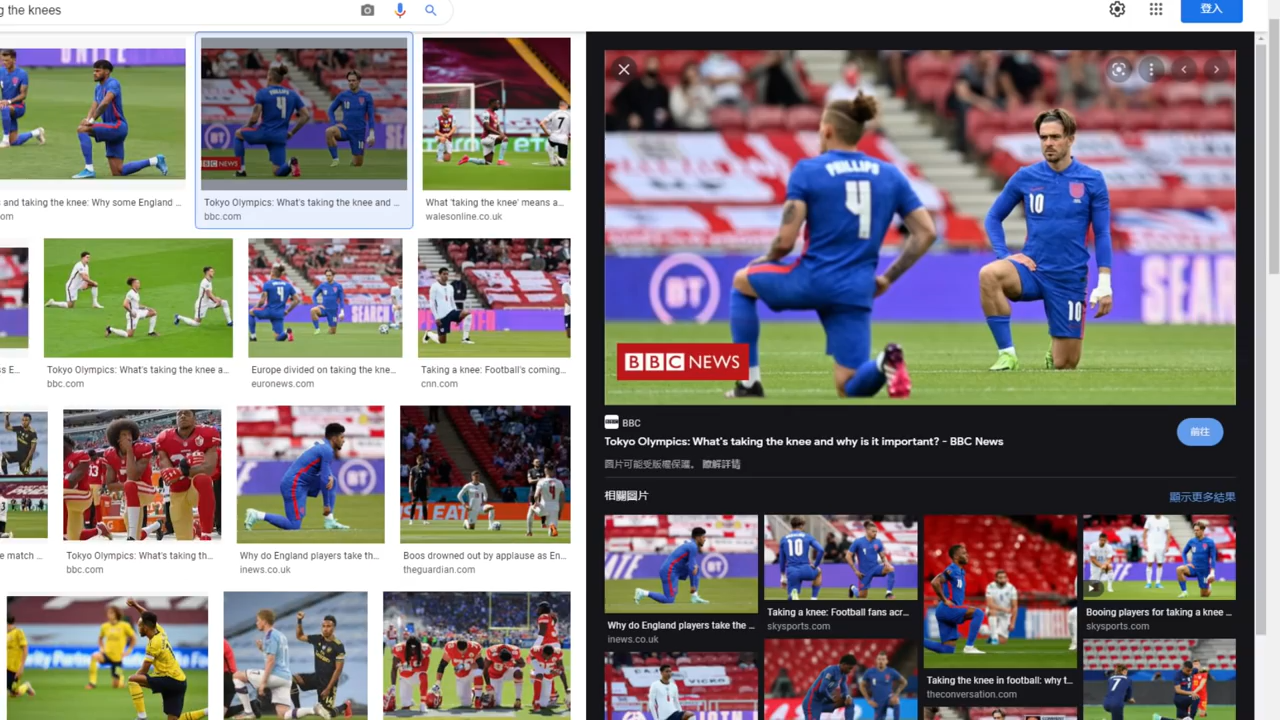 g the knees
登入
and taking the knee: Why some England ...
om
BBC NEWS
Tokyo Olympics: What's taking the knee and ...
bbc.com
What 'taking the knee' means a...
walesonline.co.uk
s E...
Tokyo Olympics: What's taking the knee a...
bbc.com
Europe divided on taking the kne...
euronews.com
Taking a knee: Football's coming...
cnn.com
e match ...
Tokyo Olympics: What's taking th...
bbc.com
Why do England players take th...
inews.co.uk
Boos drowned out by applause as En...
theguardian.com
PHILLIPS
4
10
10
BT
SEARCH
BBC NEWS
BBC
Tokyo Olympics: What's taking the knee and why is it important? - BBC News
前往
圖片可能受版權保護。 瞭解詳情
相關圖片
顯示更多結果
Why do England players take the ...
inews.co.uk
Taking a knee: Football fans acr...
skysports.com
Taking the knee in football: why t...
theconversation.com
Booing players for taking a knee ...
skysports.com